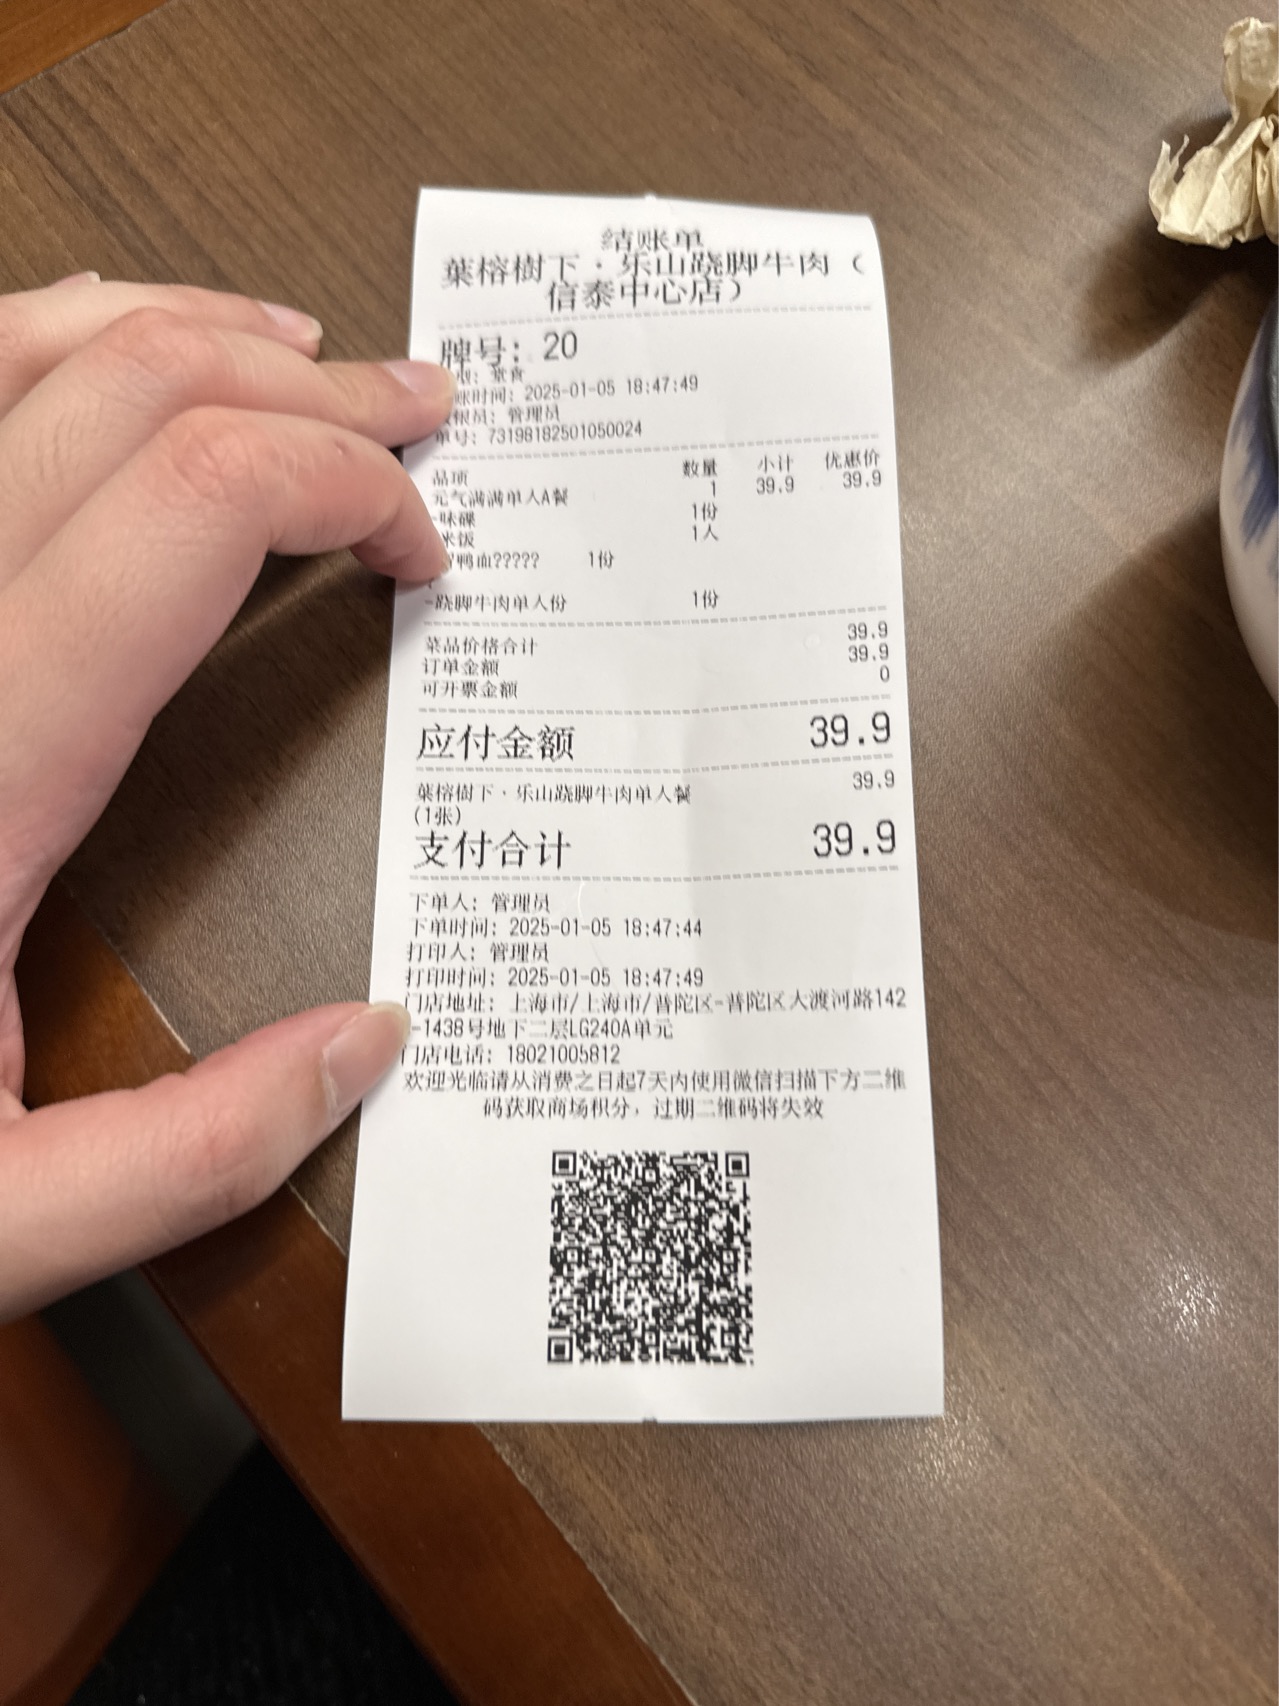 结账单
葉榕樹下·乐山跷脚牛肉（
信泰中心店）
牌号: 20
型: 堂食
账时间: 2025-01-05 18:47:49
银员: 管理员
单号: 73198182501050024
品项 数量 小计 优惠价
元气满满单人A餐 1 39.9 39.9
-味碟 1份
米饭 1人
鸭血????? 1份
-跷脚牛肉单人份 1份
菜品价格合计 39.9
订单金额 39.9
可开票金额 0
应付金额 39.9
葉榕樹下·乐山跷脚牛肉单人餐 39.9
(1张)
支付合计 39.9
下单人: 管理员
下单时间: 2025-01-05 18:47:44
打印人: 管理员
打印时间: 2025-01-05 18:47:49
门店地址: 上海市/上海市/普陀区-普陀区大渡河路142
-1438号地下二层LG240A单元
门店电话: 18021005812
欢迎光临请从消费之日起7天内使用微信扫描下方二维
码获取商场积分，过期二维码将失效